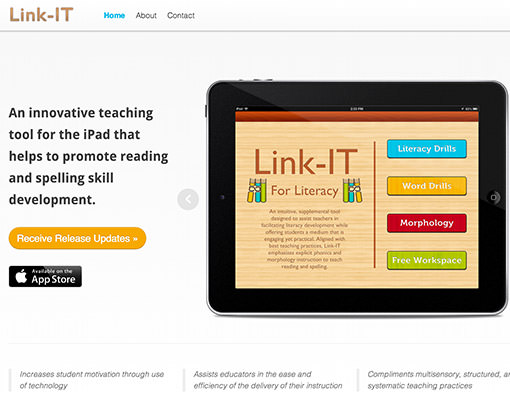 Link-IT
Home About Contact
An innovative teaching
tool for the iPad that
helps to promote reading
and spelling skill
development.
Receive Release Updates »
Available on the
App Store
iPad
2:35 PM
Link-IT
For Literacy
An intuitive, supplemental tool
designed to assist teachers in
facilitating literacy development while
offering students a medium that is
engaging yet practical. Aligned with
best teaching practices, Link-IT
emphasizes explicit phonics and
morphology instruction to teach
reading and spelling.
Literacy Drills
Word Drills
Morphology
Free Workspace
Increases student motivation through use
of technology
Assists educators in the ease and
efficiency of the delivery of their instruction
Compliments multisensory, structured, an
systematic teaching practices